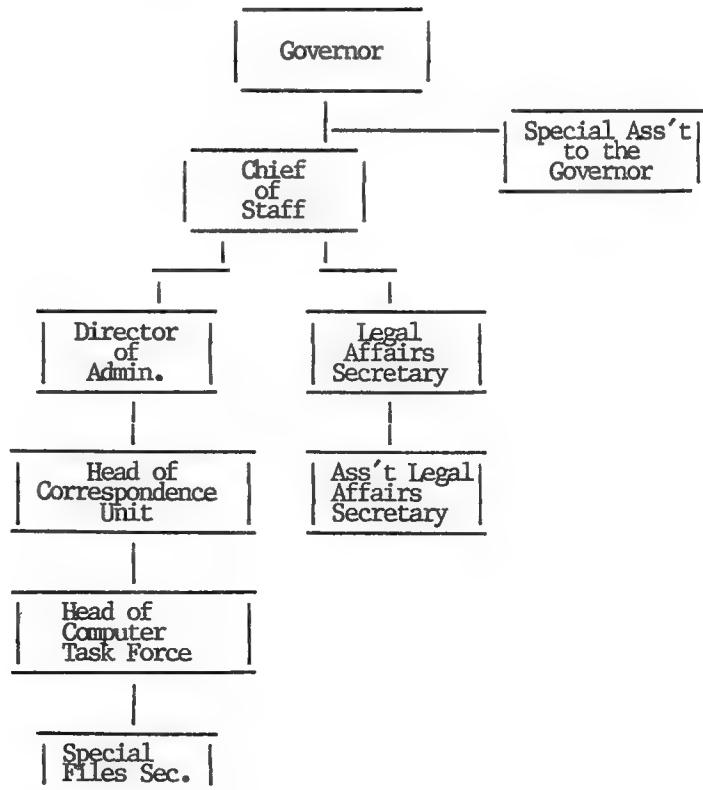 Governor
Special Ass't
to the
Governor
Chief
of
Staff
Director
of
Admin.
Legal
Affairs
Secretary
Head of
Correspondence
Unit
Ass't Legal
Affairs
Secretary
Head of
Computer
Task Force
Special
Files Sec.